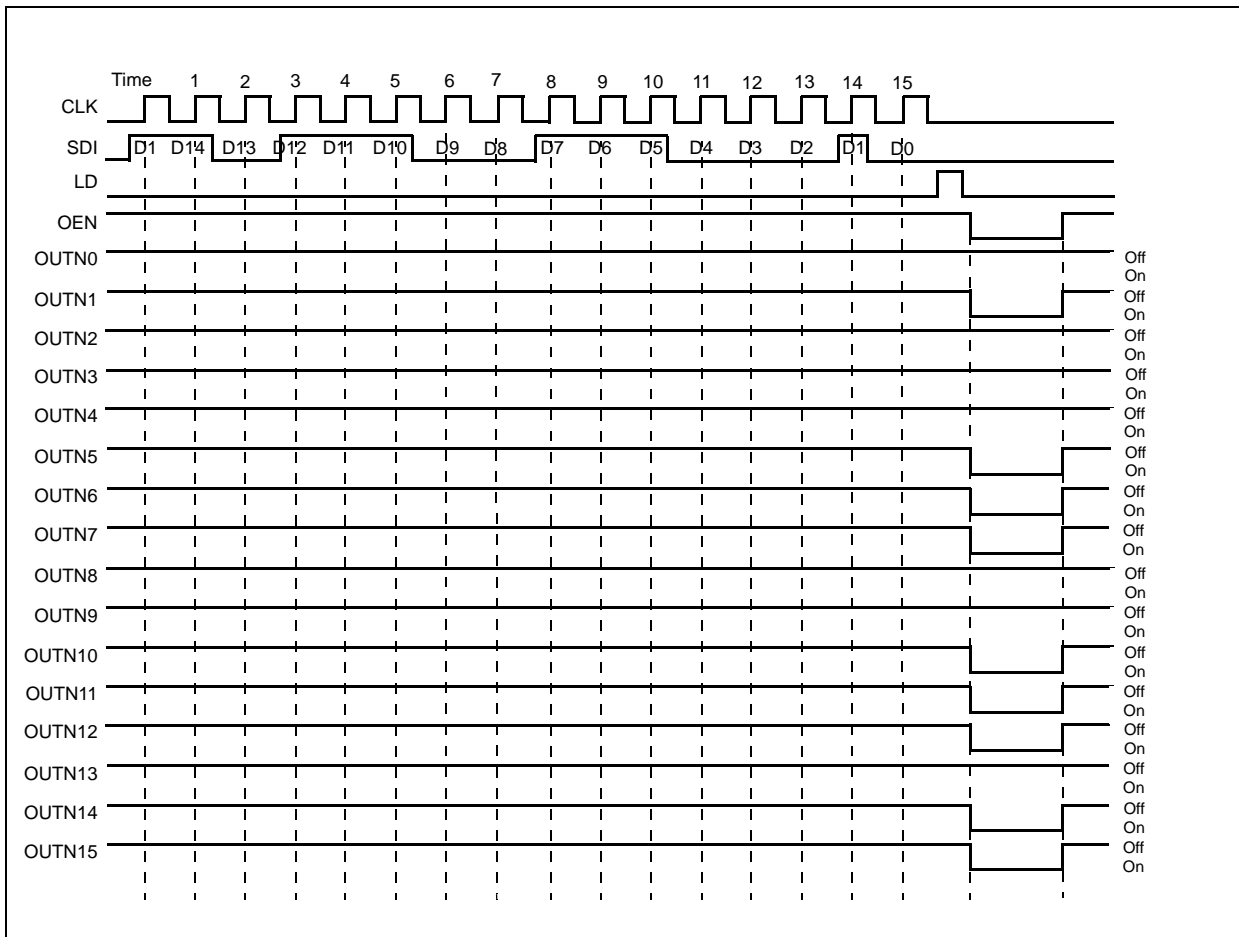 Time 1 2 3 4 5 6 7 8 9 10 11 12 13 14 15
CLK
SDI D1 D14 D13 D12 D11 D10 D9 D8 D7 D6 D5 D4 D3 D2 D1 D0
LD
OEN
OUTN0 Off
On
OUTN1 Off
On
OUTN2 Off
On
OUTN3 Off
On
OUTN4 Off
On
OUTN5 Off
On
OUTN6 Off
On
OUTN7 Off
On
OUTN8 Off
On
OUTN9 Off
On
OUTN10 Off
On
OUTN11 Off
On
OUTN12 Off
On
OUTN13 Off
On
OUTN14 Off
On
OUTN15 Off
On